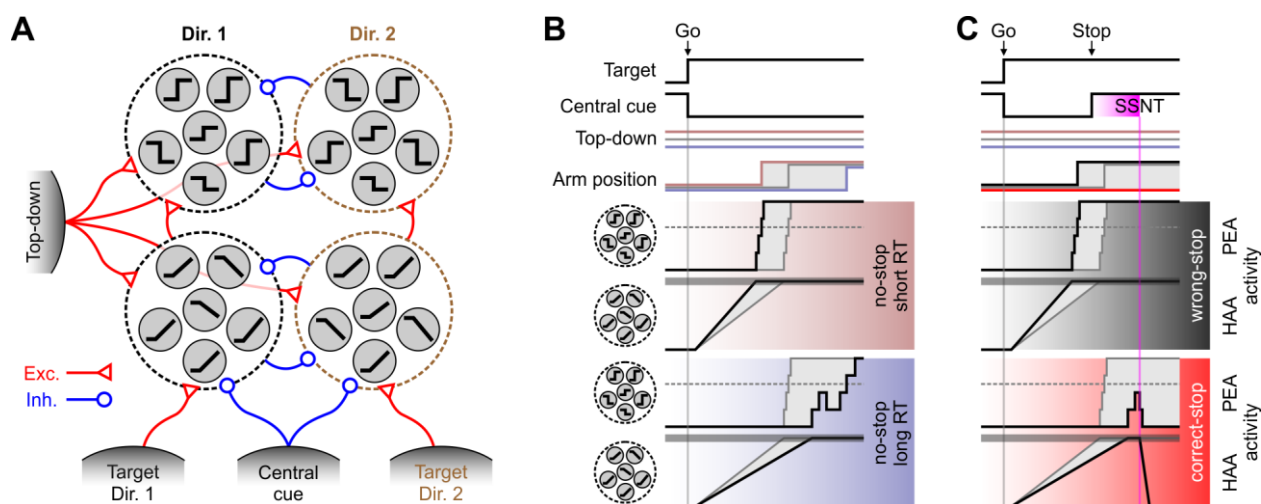 A
Dir. 1
Dir. 2
Top-down
Exc.
Inh.
Target
Dir. 1
Central
cue
Target
Dir. 2
B
Go
Target
Central cue
Top-down
Arm position
no-stop
short RT
no-stop
long RT
C
Go
Stop
SSNT
wrong-stop
PEA
HAA
activity
correct-stop
PEA
HAA
activity